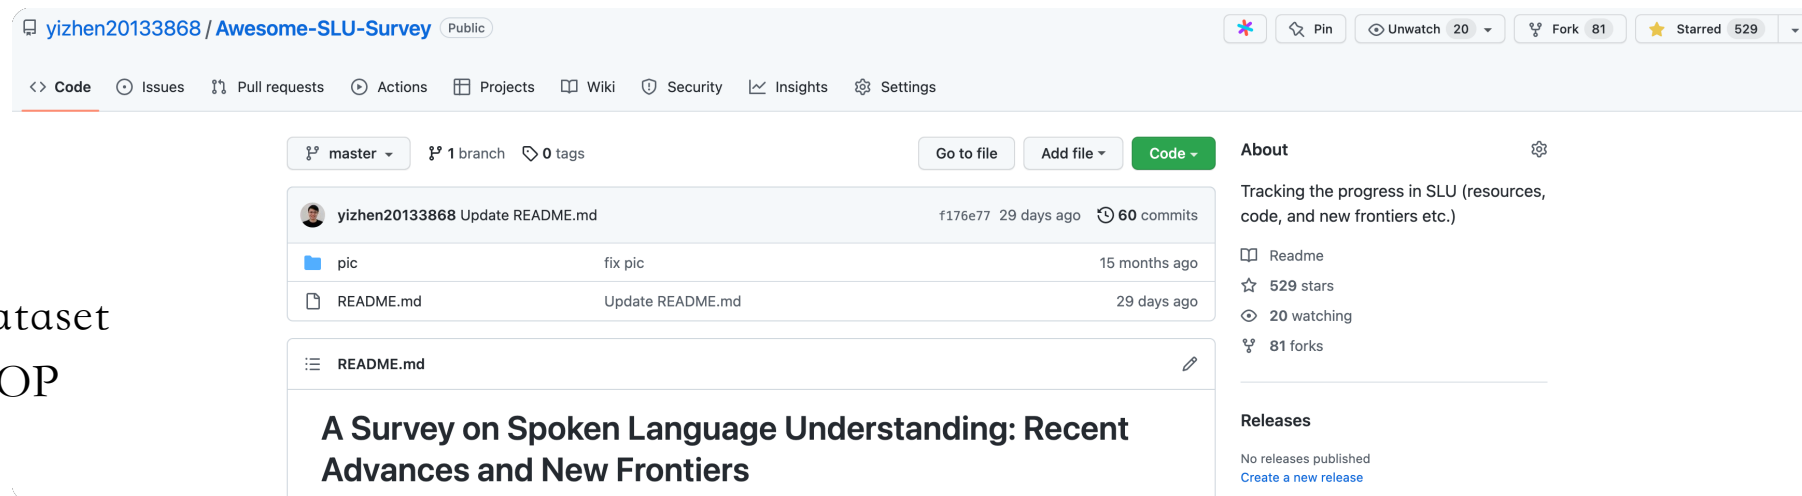 yizhen20133868 / Awesome-SLU-Survey Public
Pin Unwatch 20 Fork 81 Starred 529
Code Issues Pull requests Actions Projects Wiki Security Insights Settings
master 1 branch 0 tags Go to file Add file Code
yizhen20133868 Update README.md f176e77 29 days ago 60 commits
pic fix pic 15 months ago
README.md Update README.md 29 days ago
README.md
A Survey on Spoken Language Understanding: Recent
Advances and New Frontiers
About
Tracking the progress in SLU (resources,
code, and new frontiers etc.)
Readme
529 stars
20 watching
81 forks
Releases
No releases published
Create a new release
ataset
OP